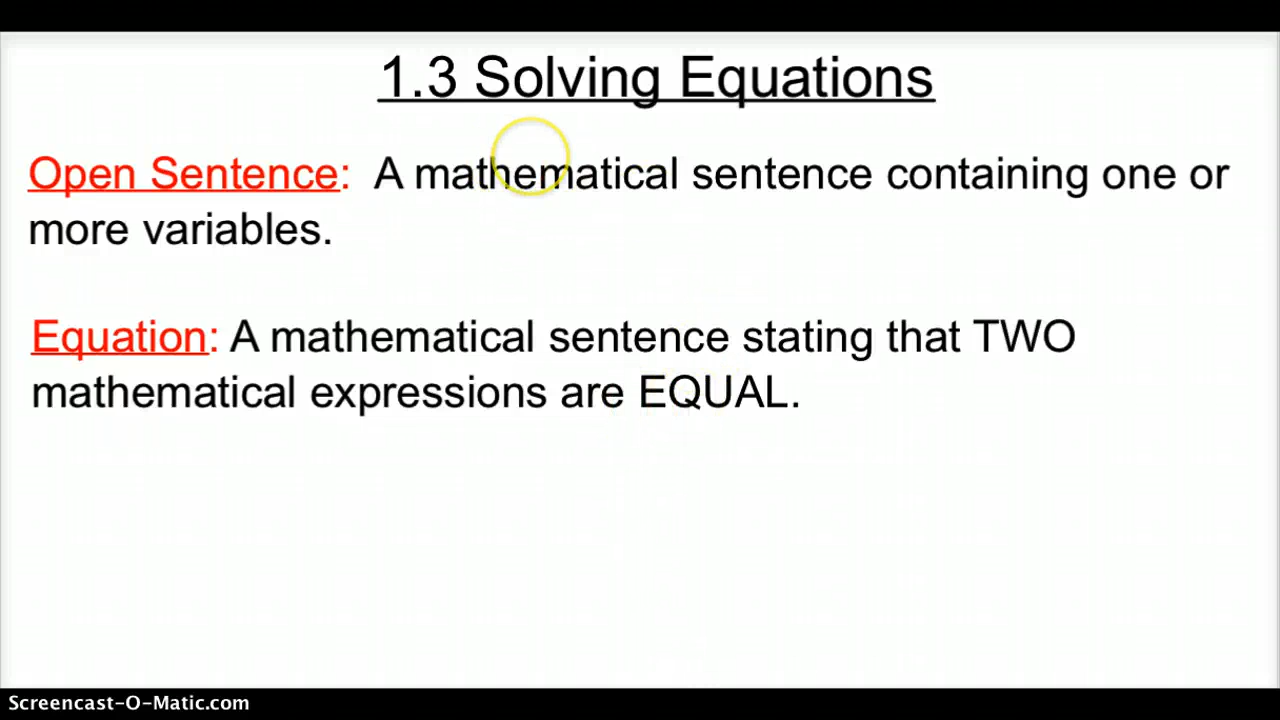 1.3 Solving Equations
Open Sentence: A mathematical sentence containing one or
more variables.
Equation: A mathematical sentence stating that TWO
mathematical expressions are EQUAL.
Screencast-O-Matic.com